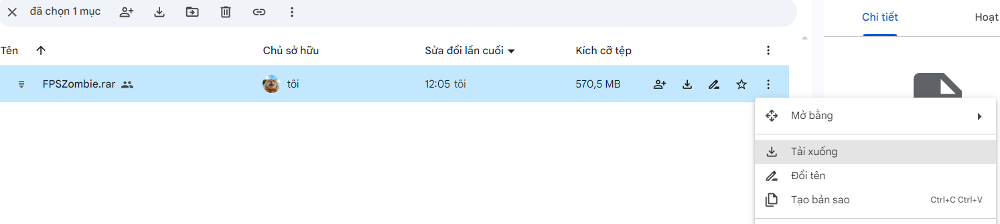 đã chọn 1 mục
Chi tiết Hoạt
Tên Chủ sở hữu Sửa đổi lần cuối Kích cỡ tệp
FPSZombie.rar tôi 12:05 tôi 570,5 MB
Mở bằng
Tải xuống
Đổi tên
Tạo bản sao Ctrl+C Ctrl+V